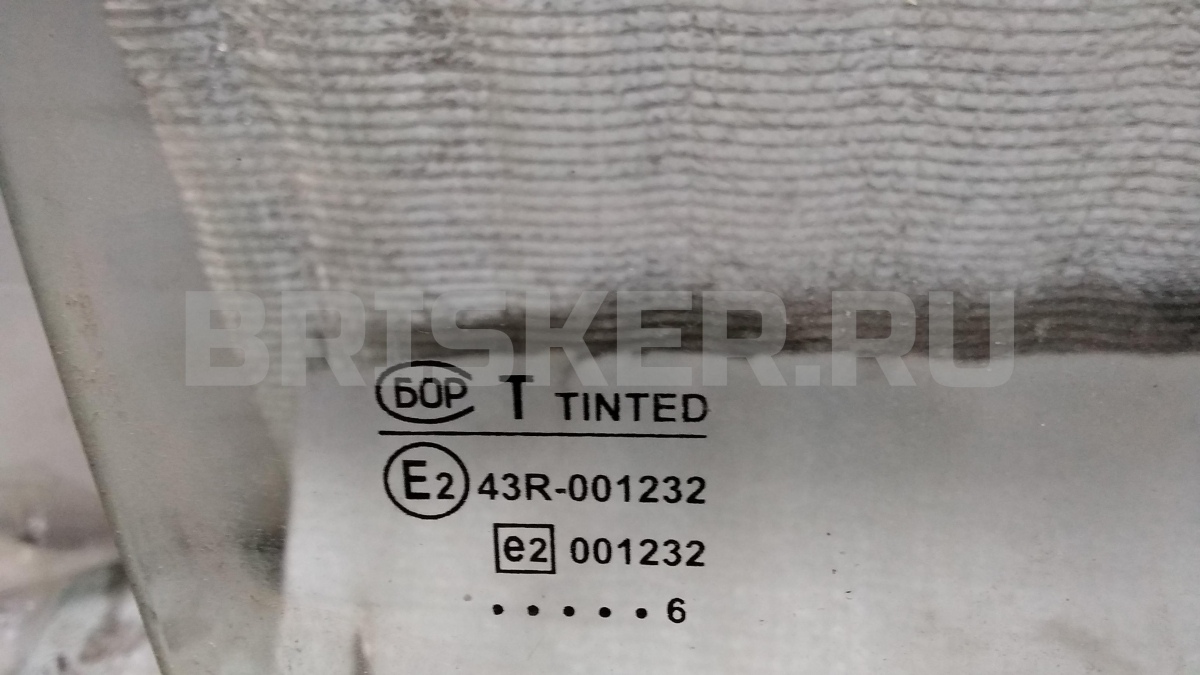 BRISKER.RU
БОР T TINTED
E2 43R-001232
e2 001232
. . . . . 6